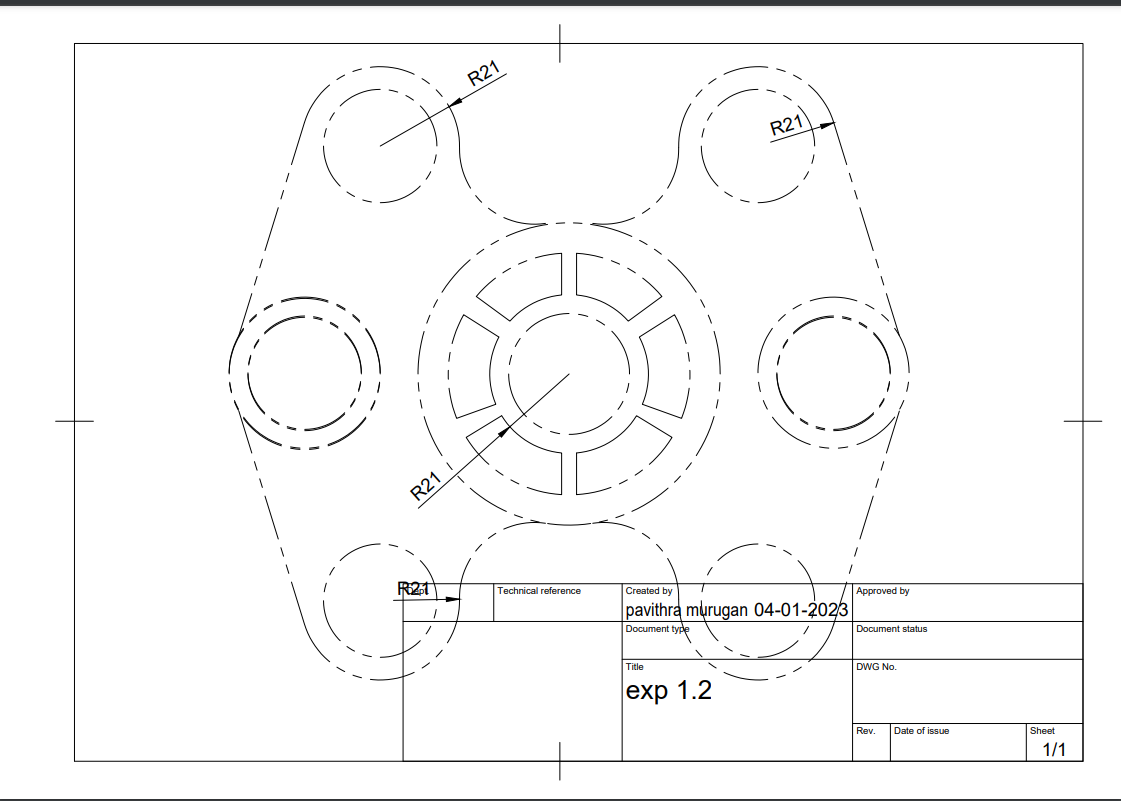 R21
R21
R21
R21
Dept.
Technical reference
Created by
Approved by
pavithra murugan 04-01-2023
Document type
Document status
Title
DWG No.
exp 1.2
Rev.
Date of issue
Sheet
1/1